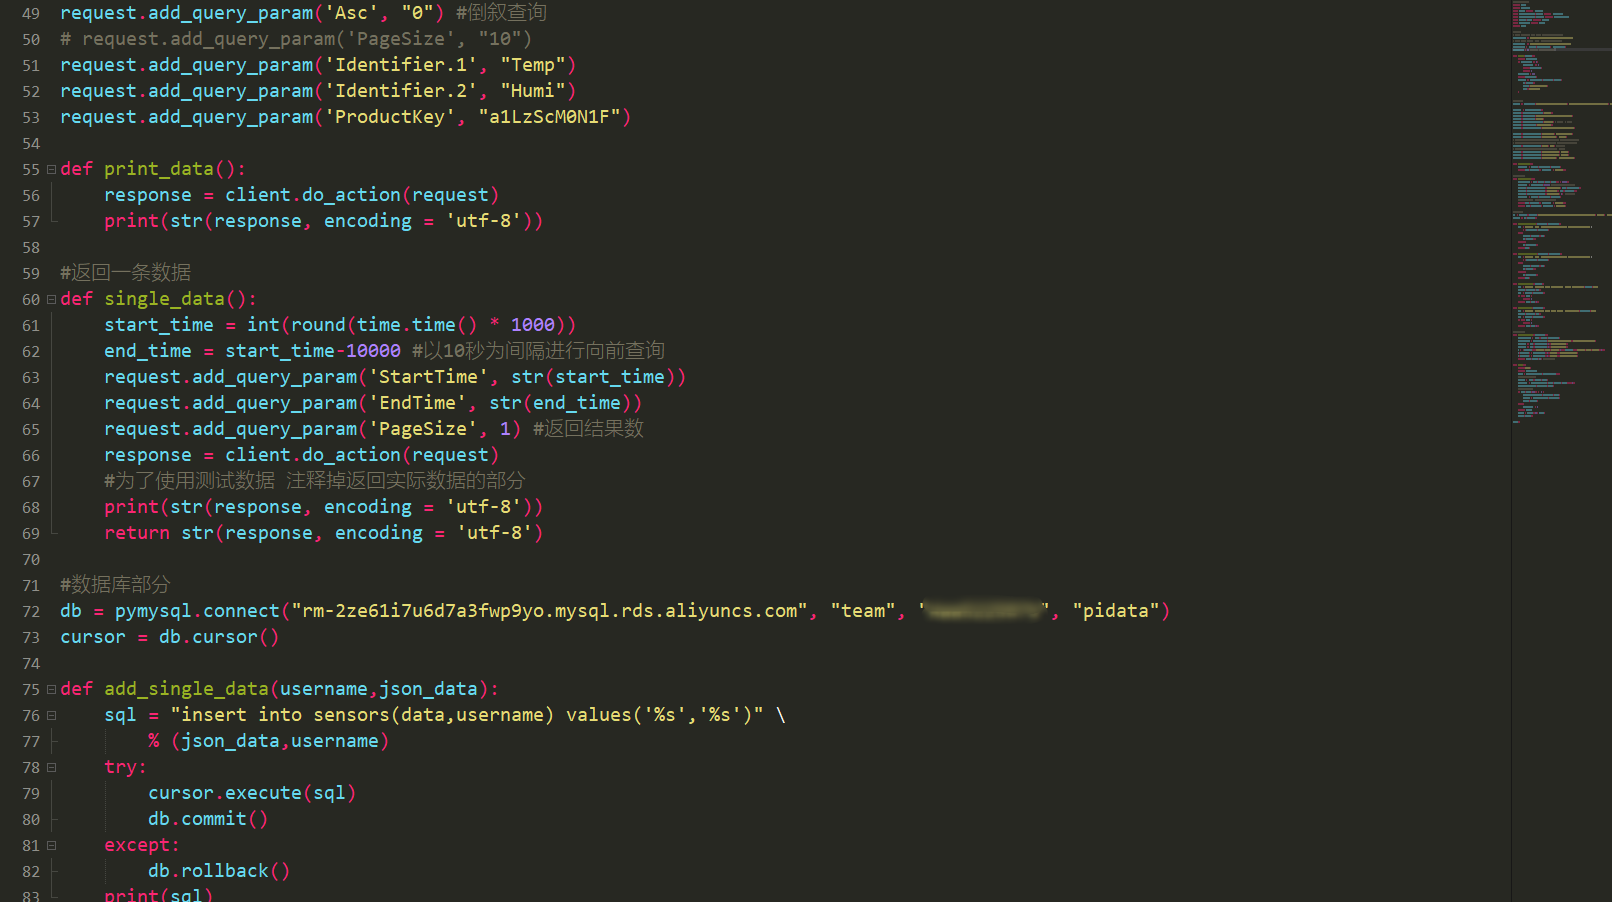 49 request.add_query_param('Asc', "0") #倒叙查询
50 # request.add_query_param('PageSize', "10")
51 request.add_query_param('Identifier.1', "Temp")
52 request.add_query_param('Identifier.2', "Humi")
53 request.add_query_param('ProductKey', "a1LzScM0N1F")
54
55 def print_data():
56 response = client.do_action(request)
57 print(str(response, encoding = 'utf-8'))
58
59 #返回一条数据
60 def single_data():
61 start_time = int(round(time.time() * 1000))
62 end_time = start_time-10000 #以10秒为间隔进行向前查询
63 request.add_query_param('StartTime', str(start_time))
64 request.add_query_param('EndTime', str(end_time))
65 request.add_query_param('PageSize', 1) #返回结果数
66 response = client.do_action(request)
67 #为了使用测试数据 注释掉返回实际数据的部分
68 print(str(response, encoding = 'utf-8'))
69 return str(response, encoding = 'utf-8')
70
71 #数据库部分
72 db = pymysql.connect("rm-2ze61i7u6d7a3fwp9yo.mysql.rds.aliyuncs.com", "team", "", "pidata")
73 cursor = db.cursor()
74
75 def add_single_data(username,json_data):
76 sql = "insert into sensors(data,username) values('%s','%s')" \
77 % (json_data,username)
78 try:
79 cursor.execute(sql)
80 db.commit()
81 except:
82 db.rollback()
83 print(sql)